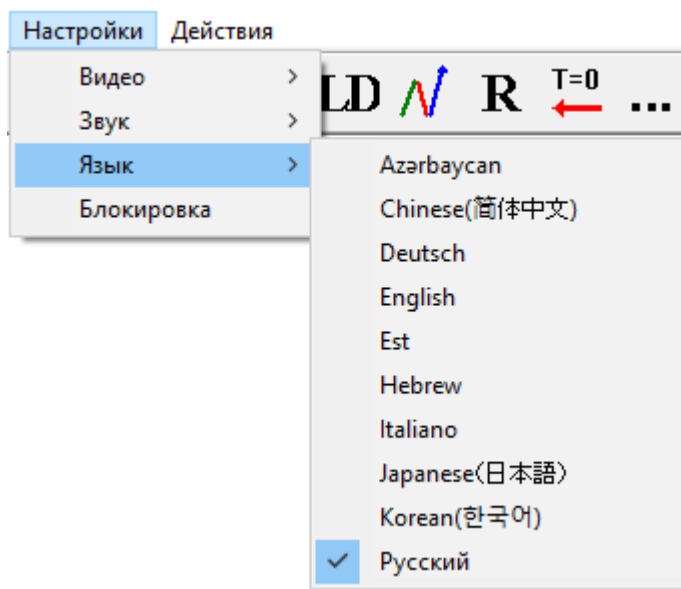 Настройки Действия
Видео
Звук
Язык
Блокировка
LD R T=0 ...
Azərbaycan
Chinese(简体中文)
Deutsch
English
Est
Hebrew
Italiano
Japanese(日本語)
Korean(한국어)
Русский